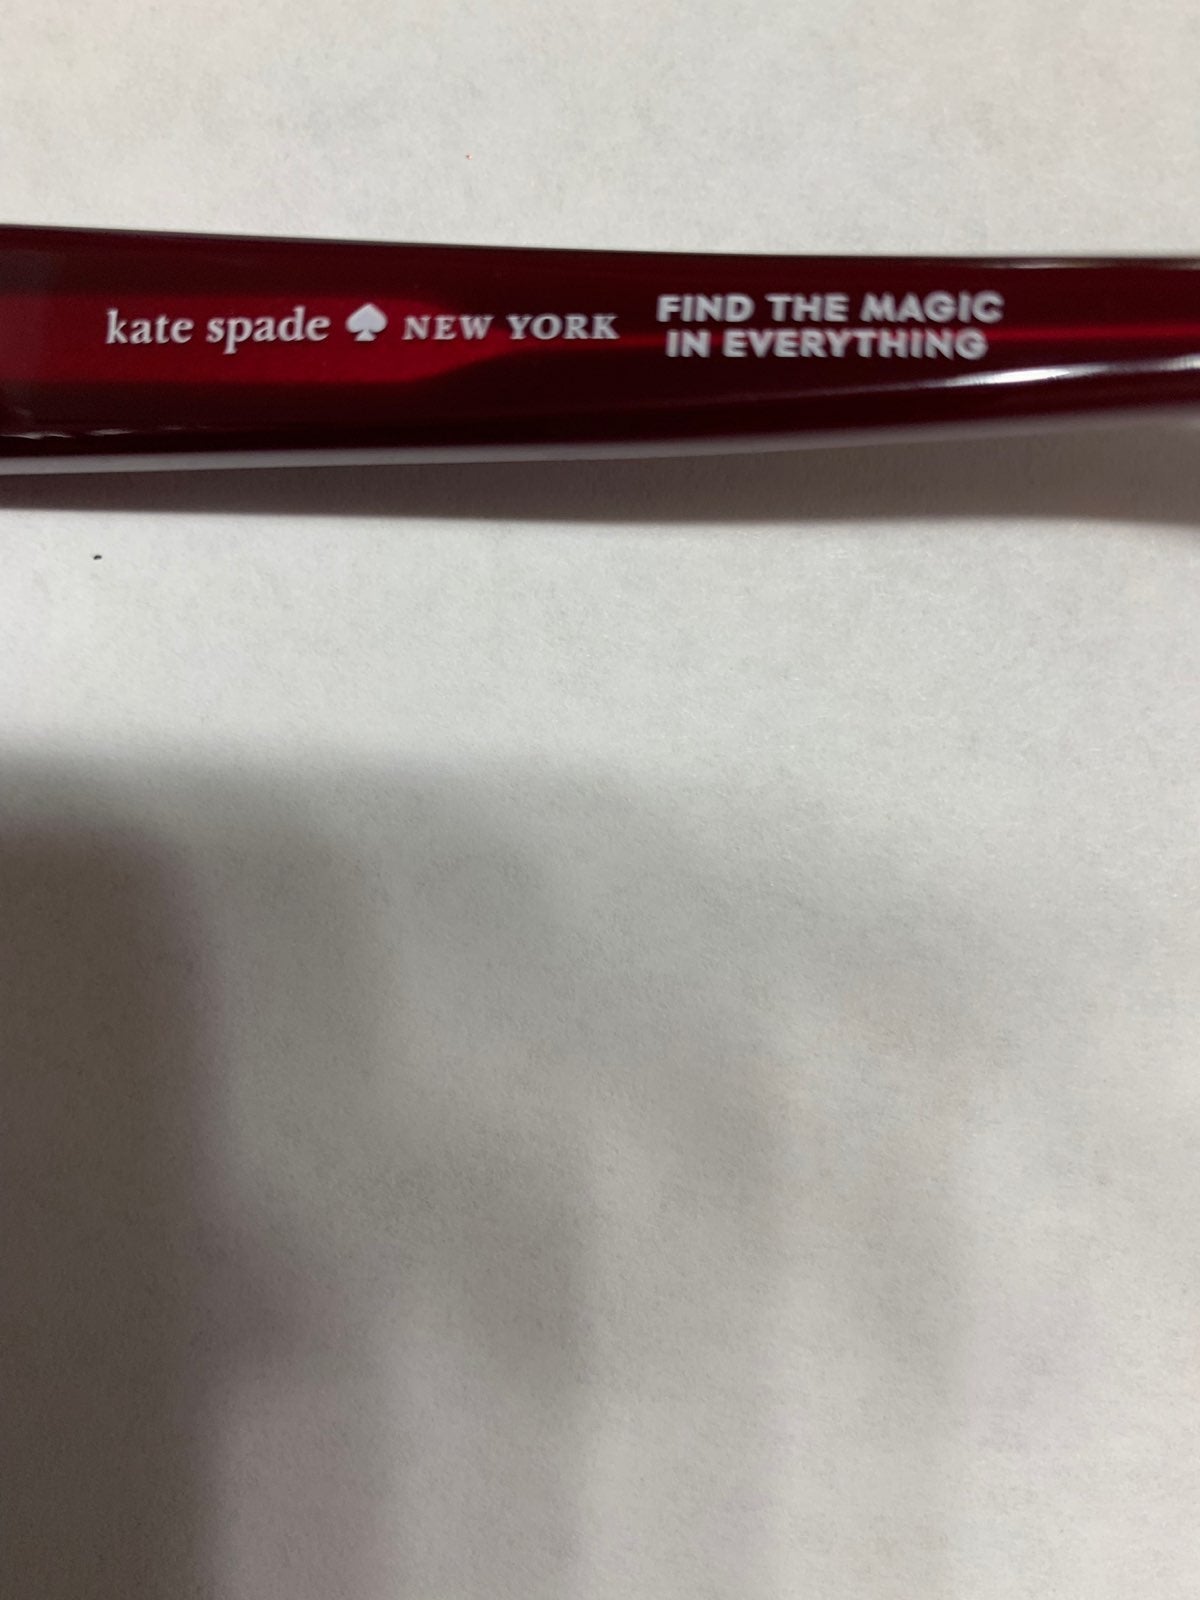 kate spade ♠ NEW YORK
FIND THE MAGIC
IN EVERYTHING